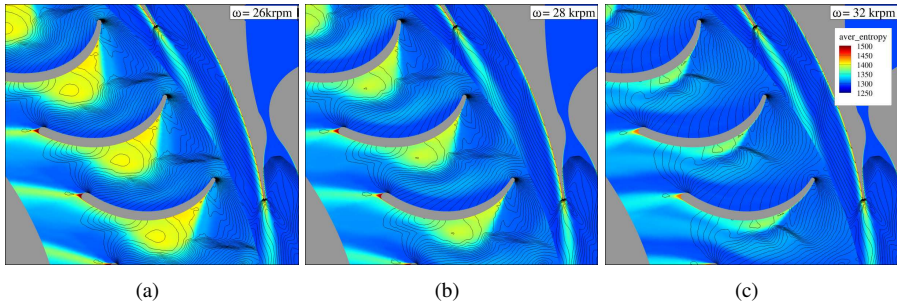 ω= 26krpm
ω= 28 krpm
ω= 32 krpm
aver_entropy
1500
1450
1400
1350
1300
1250
(a)
(b)
(c)